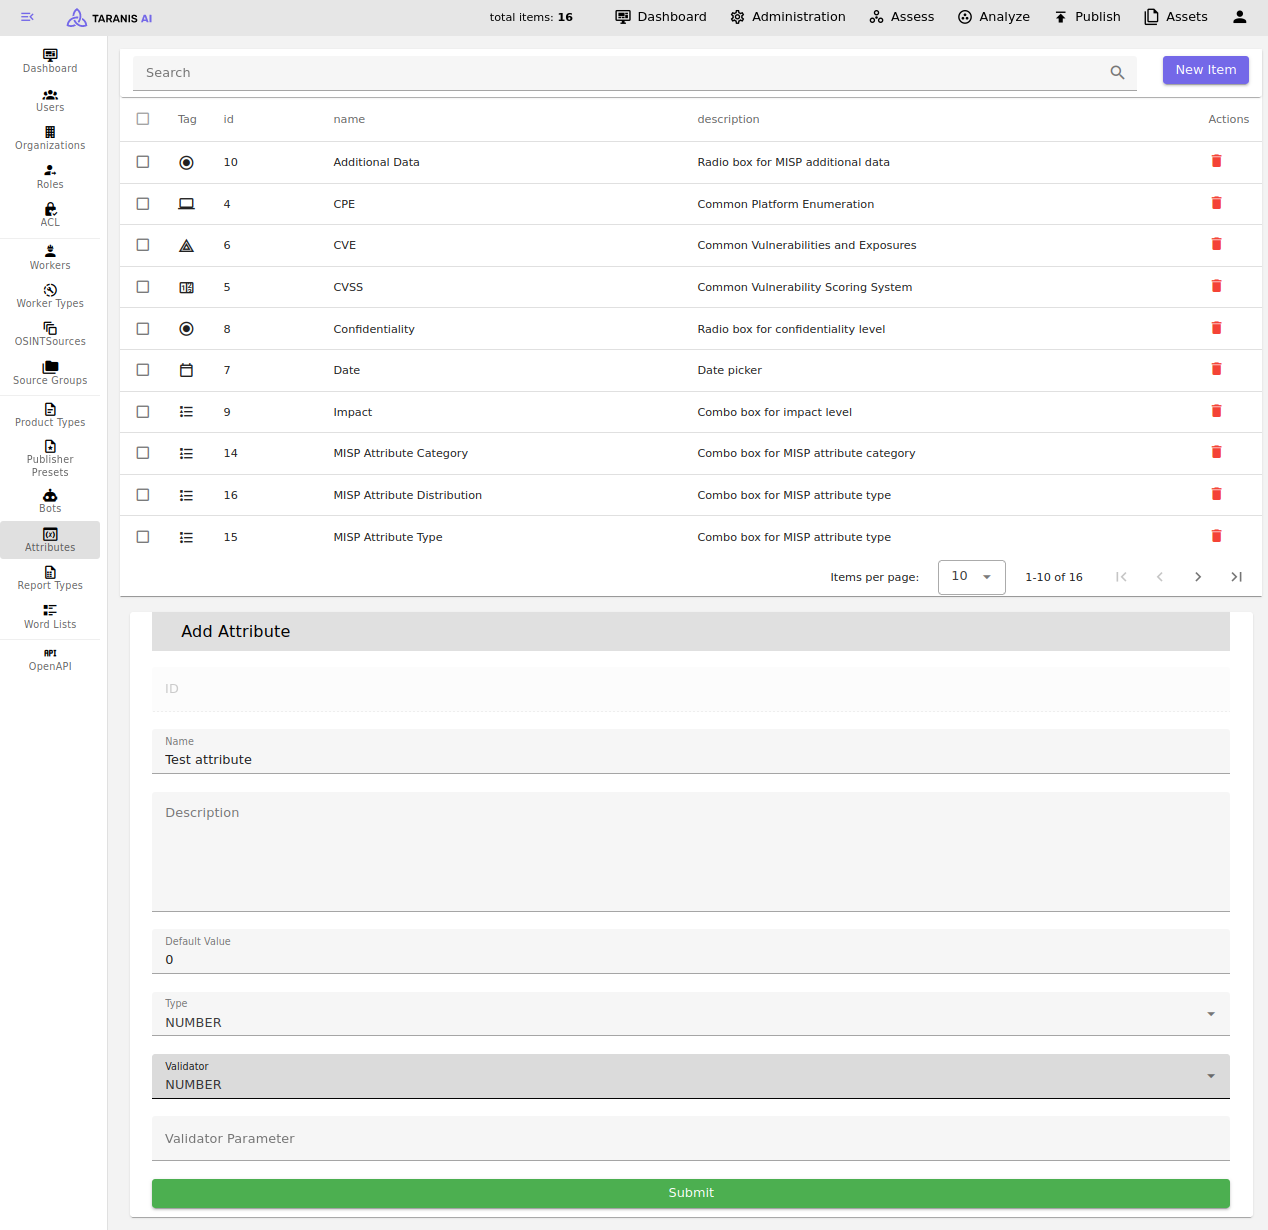 TARANIS AI
total items: 16
Dashboard
Administration
Assess
Analyze
Publish
Assets
Dashboard
Users
Organizations
Roles
ACL
Workers
Worker Types
OSINTSources
Source Groups
Product Types
Publisher
Presets
Bots
Attributes
Report Types
Word Lists
API
OpenAPI
Search
New Item
Tag id name description Actions
10 Additional Data Radio box for MISP additional data
4 CPE Common Platform Enumeration
6 CVE Common Vulnerabilities and Exposures
5 CVSS Common Vulnerability Scoring System
8 Confidentiality Radio box for confidentiality level
7 Date Date picker
9 Impact Combo box for impact level
14 MISP Attribute Category Combo box for MISP attribute category
16 MISP Attribute Distribution Combo box for MISP attribute type
15 MISP Attribute Type Combo box for MISP attribute type
Items per page: 10 1-10 of 16
Add Attribute
ID
Name
Test attribute
Description
Default Value
0
Type
NUMBER
Validator
NUMBER
Validator Parameter
Submit